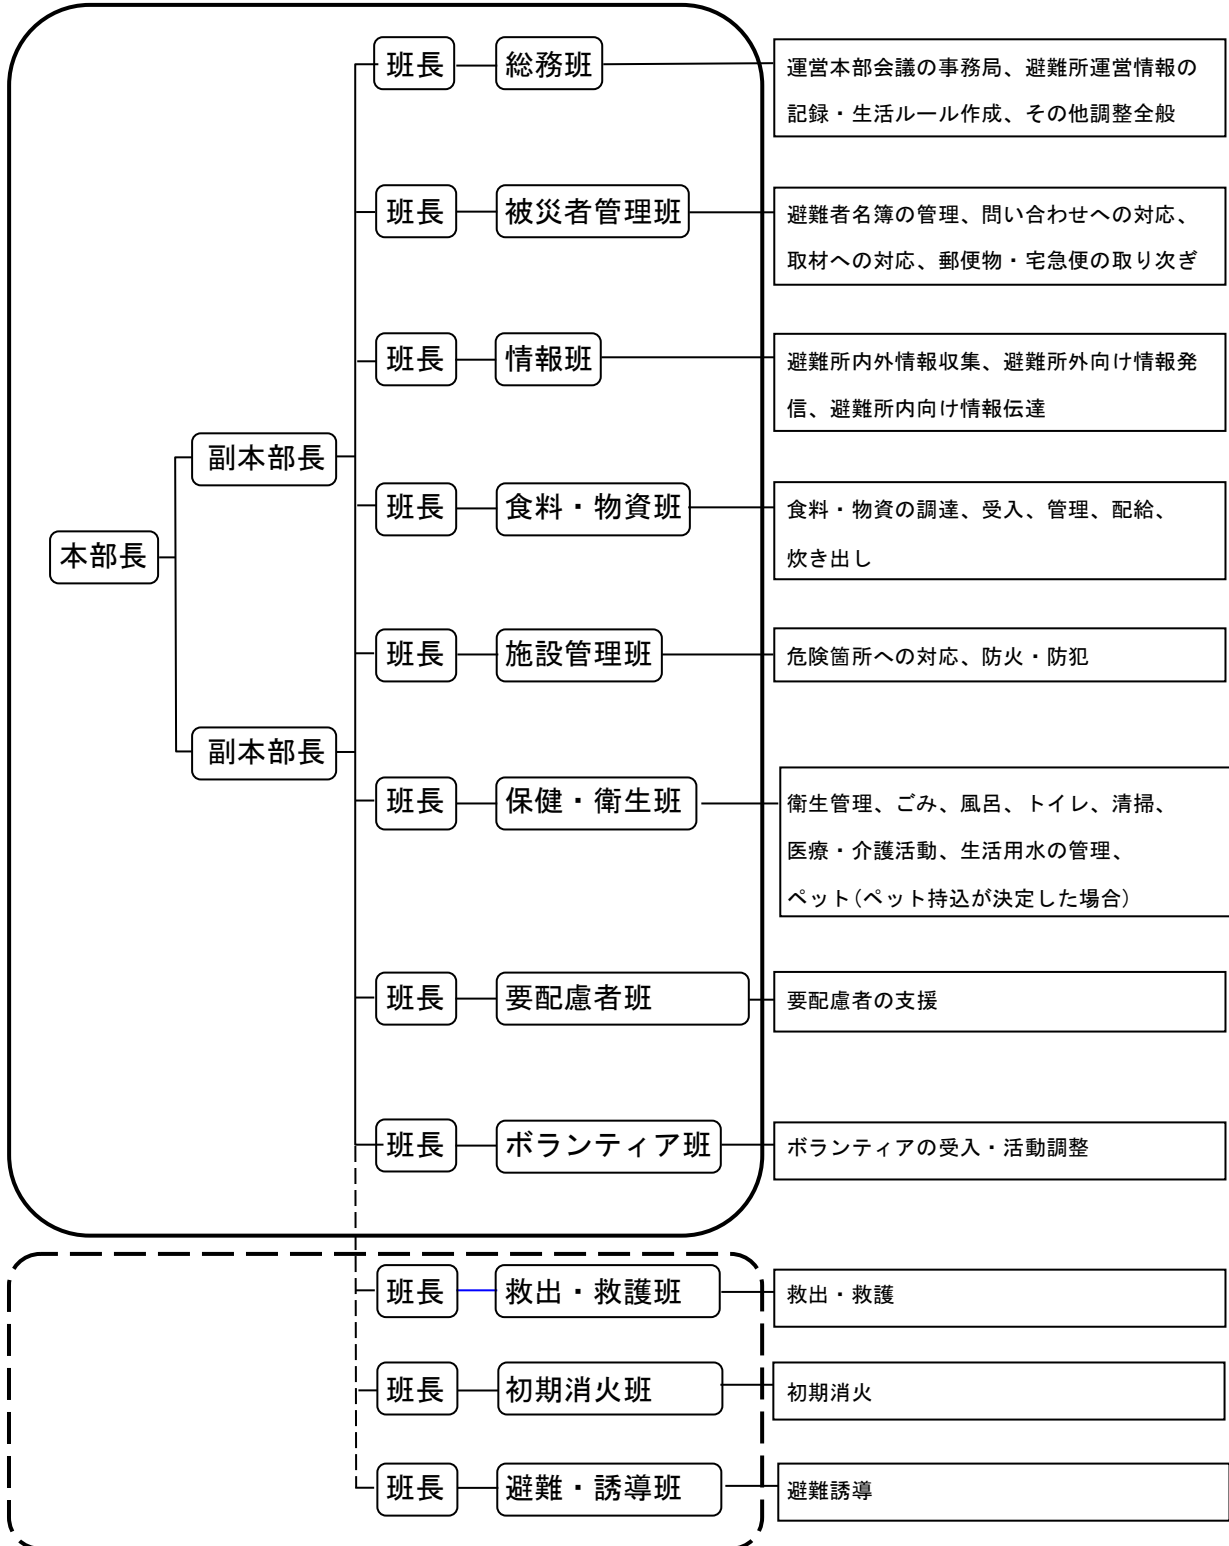 班長 総務班 運営本部会議の事務局、避難所運営情報の
記録・生活ルール作成、その他調整全般
班長 被災者管理班 避難者名簿の管理、問い合わせへの対応、
取材への対応、郵便物・宅急便の取り次ぎ
班長 情報班 避難所内外情報収集、避難所外向け情報発
信、避難所内向け情報伝達
副本部長
班長 食料・物資班 食料・物資の調達、受入、管理、配給、
炊き出し
本部長
班長 施設管理班 危険箇所への対応、防火・防犯
副本部長
班長 保健・衛生班 衛生管理、ごみ、風呂、トイレ、清掃、
医療・介護活動、生活用水の管理、
ペット(ペット持込が決定した場合)
班長 要配慮者班 要配慮者の支援
班長 ボランティア班 ボランティアの受入・活動調整
班長 救出・救護班 救出・救護
班長 初期消火班 初期消火
班長 避難・誘導班 避難誘導